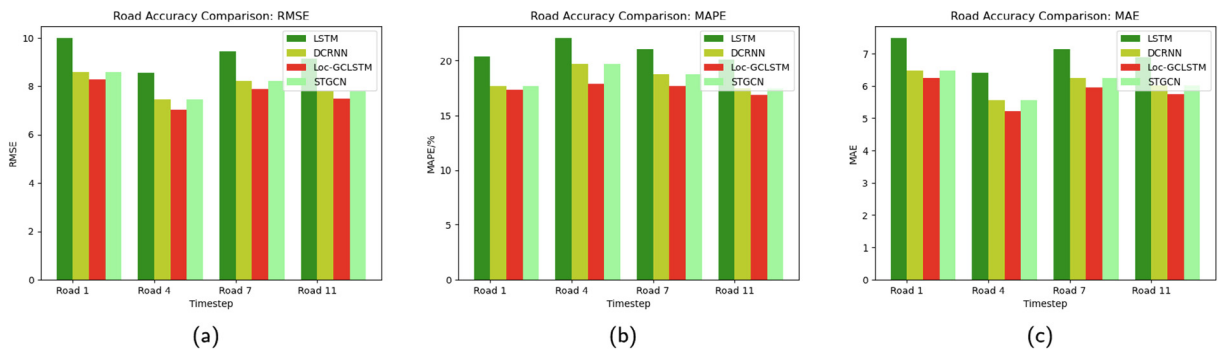 Road Accuracy Comparison: RMSE
10
8
6
4
2
0
RMSE
LSTM
DCRNN
Loc-GCLSTM
STGCN
Road 1 Road 4 Road 7 Road 11
Timestep
(a)
Road Accuracy Comparison: MAPE
20
15
10
5
0
MAPE/%
LSTM
DCRNN
Loc-GCLSTM
STGCN
Road 1 Road 4 Road 7 Road 11
Timestep
(b)
Road Accuracy Comparison: MAE
7
6
5
4
3
2
1
0
MAE
LSTM
DCRNN
Loc-GCLSTM
STGCN
Road 1 Road 4 Road 7 Road 11
Timestep
(c)